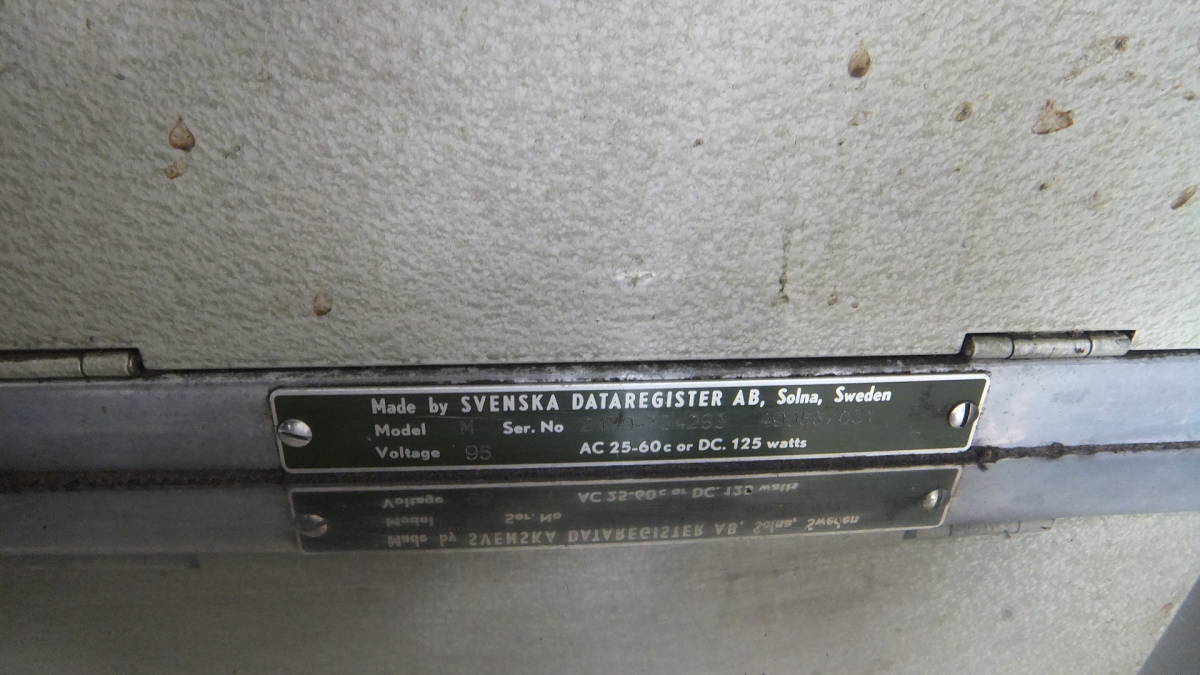 Made by SVENSKA DATAREGISTER AB, Solna, Sweden
Model M Ser. No
Voltage 95 AC 25-60c or DC. 125 watts